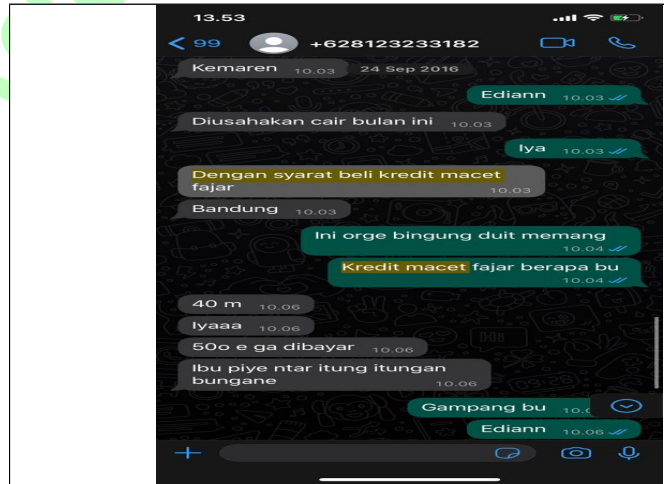 13.53
99 +628123233182
Kemaren 10.03 24 Sep 2016
Ediann 10.03
Diusahakan cair bulan ini 10.03
Iya 10.03
Dengan syarat beli kredit macet
fajar 10.03
Bandung 10.03
Ini orge bingung duit memang
10.04
Kredit macet fajar berapa bu
10.04
40 m 10.06
Iyaaa 10.06
50o e ga dibayar 10.06
Ibu piye ntar itung itungan
bungane 10.06
Gampang bu
Ediann 10.06